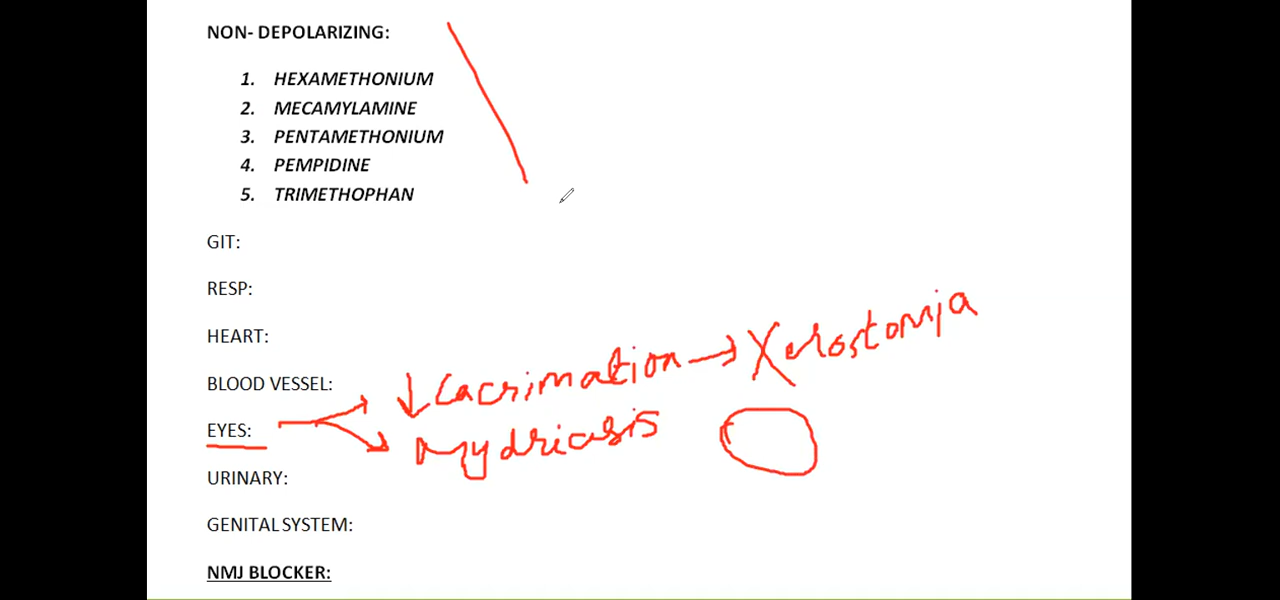 NON- DEPOLARIZING:
1. HEXAMETHONIUM
2. MECAMYLAMINE
3. PENTAMETHONIUM
4. PEMPIDINE
5. TRIMETHOPHAN
GIT:
RESP:
HEART:
BLOOD VESSEL:
↓ Lacrimation → Xerostomia
EYES: → Mydriasis
URINARY:
GENITAL SYSTEM:
NMJ BLOCKER: